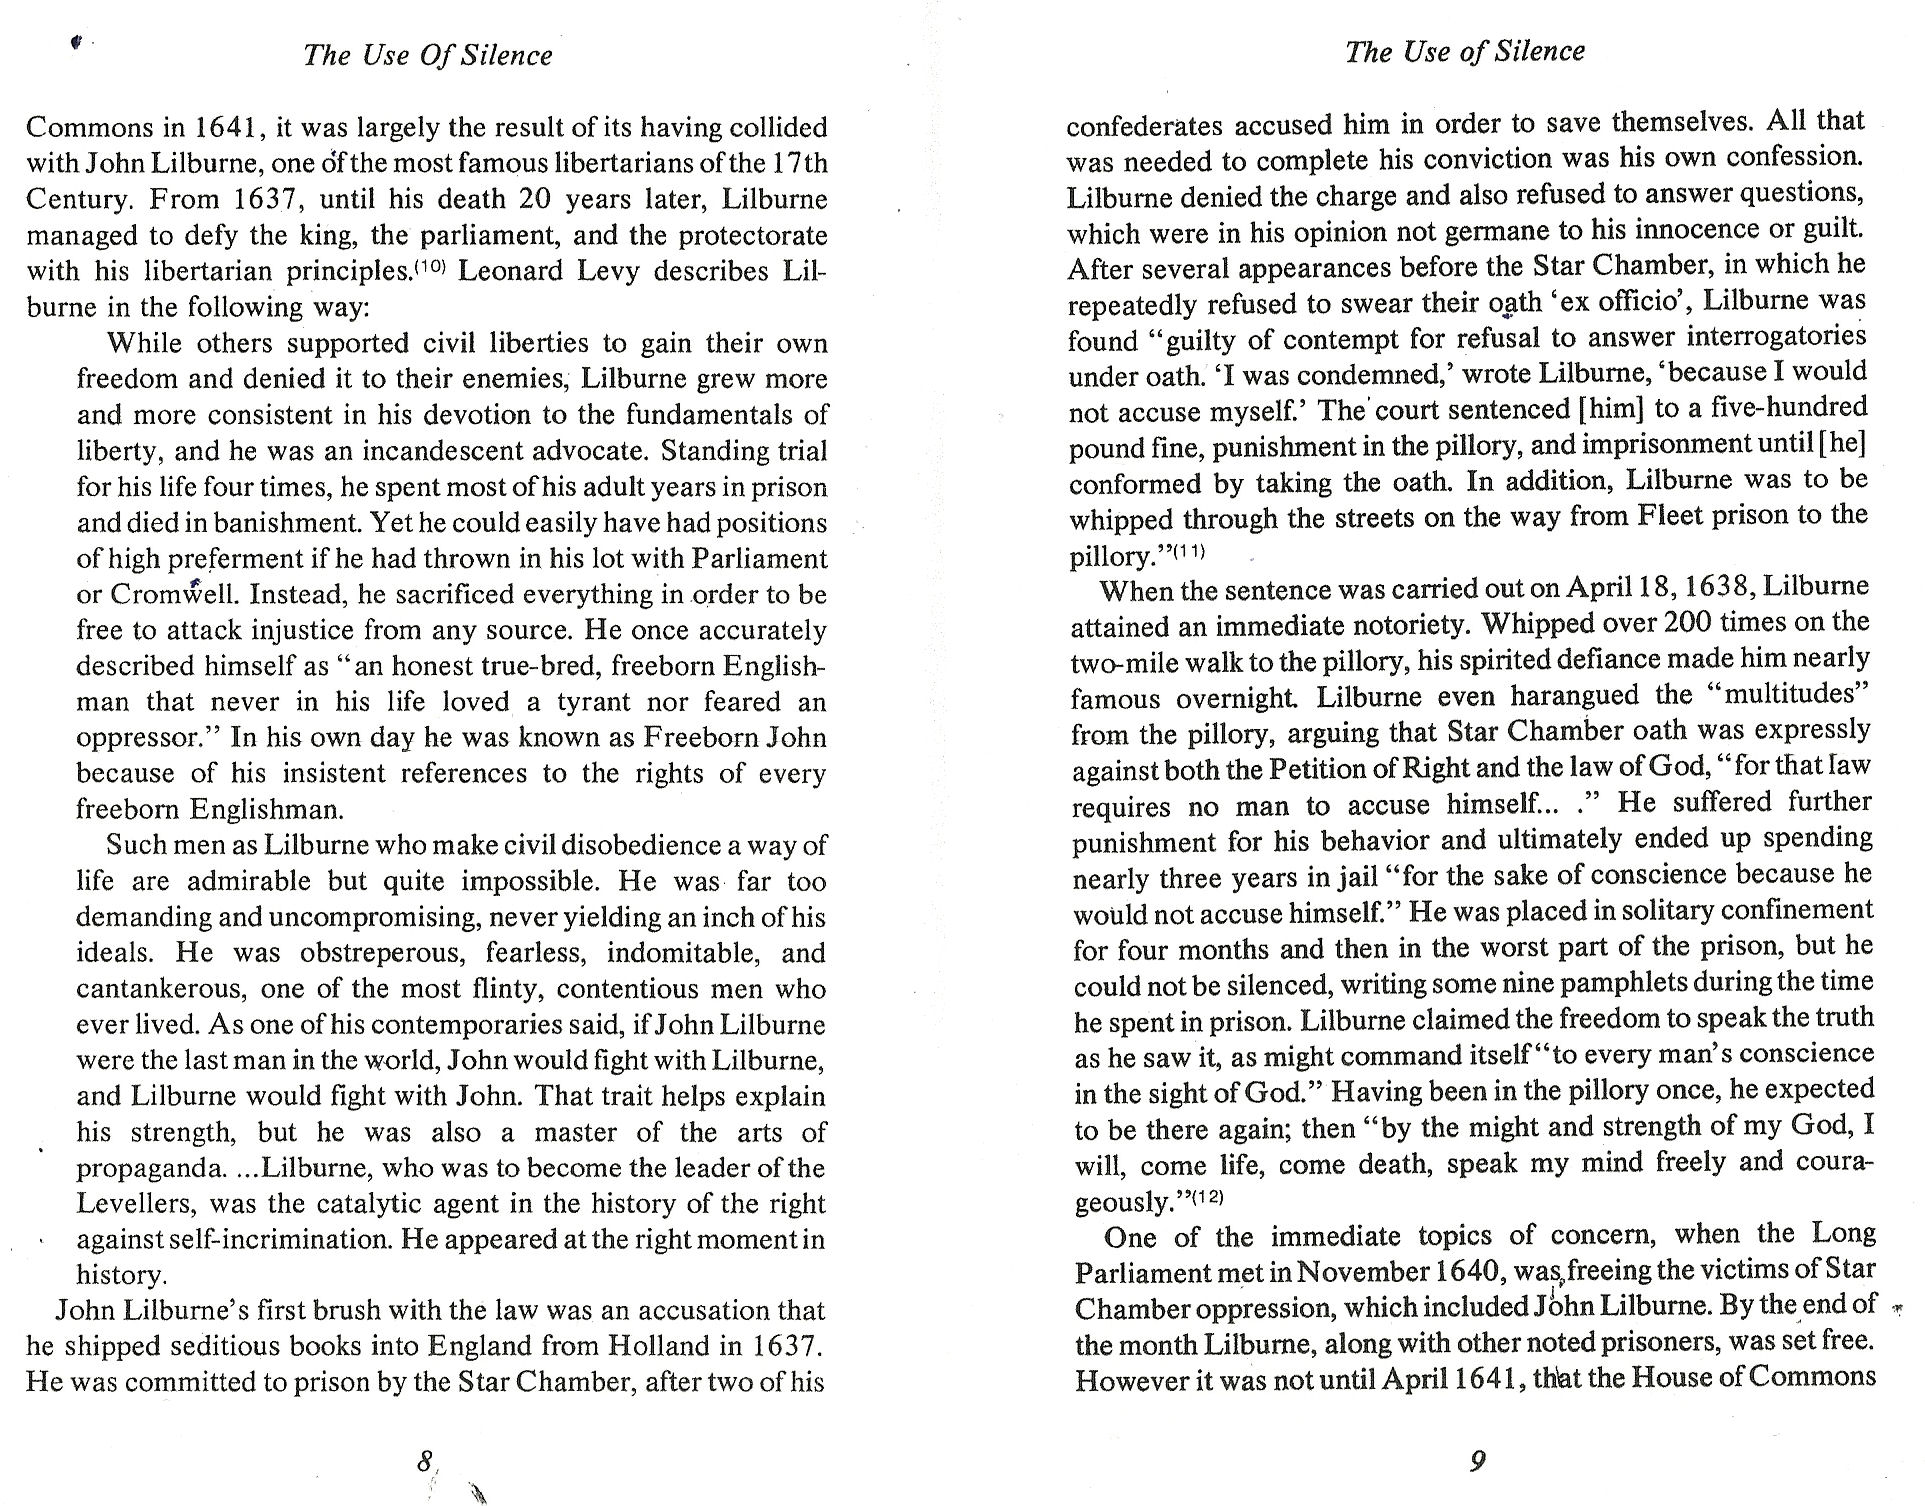 The Use Of Silence
Commons in 1641, it was largely the result of its having collided
with John Lilburne, one of the most famous libertarians of the 17th
Century. From 1637, until his death 20 years later, Lilburne
managed to defy the king, the parliament, and the protectorate
with his libertarian principles.(10) Leonard Levy describes Lil-
burne in the following way:
While others supported civil liberties to gain their own
freedom and denied it to their enemies, Lilburne grew more
and more consistent in his devotion to the fundamentals of
liberty, and he was an incandescent advocate. Standing trial
for his life four times, he spent most of his adult years in prison
and died in banishment. Yet he could easily have had positions
of high preferment if he had thrown in his lot with Parliament
or Cromwell. Instead, he sacrificed everything in order to be
free to attack injustice from any source. He once accurately
described himself as “an honest true-bred, freeborn English-
man that never in his life loved a tyrant nor feared an
oppressor.” In his own day he was known as Freeborn John
because of his insistent references to the rights of every
freeborn Englishman.
Such men as Lilburne who make civil disobedience a way of
life are admirable but quite impossible. He was far too
demanding and uncompromising, never yielding an inch of his
ideals. He was obstreperous, fearless, indomitable, and
cantankerous, one of the most flinty, contentious men who
ever lived. As one of his contemporaries said, if John Lilburne
were the last man in the world, John would fight with Lilburne,
and Lilburne would fight with John. That trait helps explain
his strength, but he was also a master of the arts of
propaganda. ...Lilburne, who was to become the leader of the
Levellers, was the catalytic agent in the history of the right
against self-incrimination. He appeared at the right moment in
history.
John Lilburne’s first brush with the law was an accusation that
he shipped seditious books into England from Holland in 1637.
He was committed to prison by the Star Chamber, after two of his
8
The Use of Silence
confederates accused him in order to save themselves. All that
was needed to complete his conviction was his own confession.
Lilburne denied the charge and also refused to answer questions,
which were in his opinion not germane to his innocence or guilt.
After several appearances before the Star Chamber, in which he
repeatedly refused to swear their oath ‘ex officio’, Lilburne was
found “guilty of contempt for refusal to answer interrogatories
under oath. ‘I was condemned,’ wrote Lilburne, ‘because I would
not accuse myself.’ The court sentenced [him] to a five-hundred
pound fine, punishment in the pillory, and imprisonment until [he]
conformed by taking the oath. In addition, Lilburne was to be
whipped through the streets on the way from Fleet prison to the
pillory.”(11)
When the sentence was carried out on April 18, 1638, Lilburne
attained an immediate notoriety. Whipped over 200 times on the
two-mile walk to the pillory, his spirited defiance made him nearly
famous overnight. Lilburne even harangued the “multitudes”
from the pillory, arguing that Star Chamber oath was expressly
against both the Petition of Right and the law of God, “for that law
requires no man to accuse himself... .” He suffered further
punishment for his behavior and ultimately ended up spending
nearly three years in jail “for the sake of conscience because he
would not accuse himself.” He was placed in solitary confinement
for four months and then in the worst part of the prison, but he
could not be silenced, writing some nine pamphlets during the time
he spent in prison. Lilburne claimed the freedom to speak the truth
as he saw it, as might command itself “to every man’s conscience
in the sight of God.” Having been in the pillory once, he expected
to be there again; then “by the might and strength of my God, I
will, come life, come death, speak my mind freely and coura-
geously.”(12)
One of the immediate topics of concern, when the Long
Parliament met in November 1640, was freeing the victims of Star
Chamber oppression, which included John Lilburne. By the end of
the month Lilburne, along with other noted prisoners, was set free.
However it was not until April 1641, that the House of Commons
9